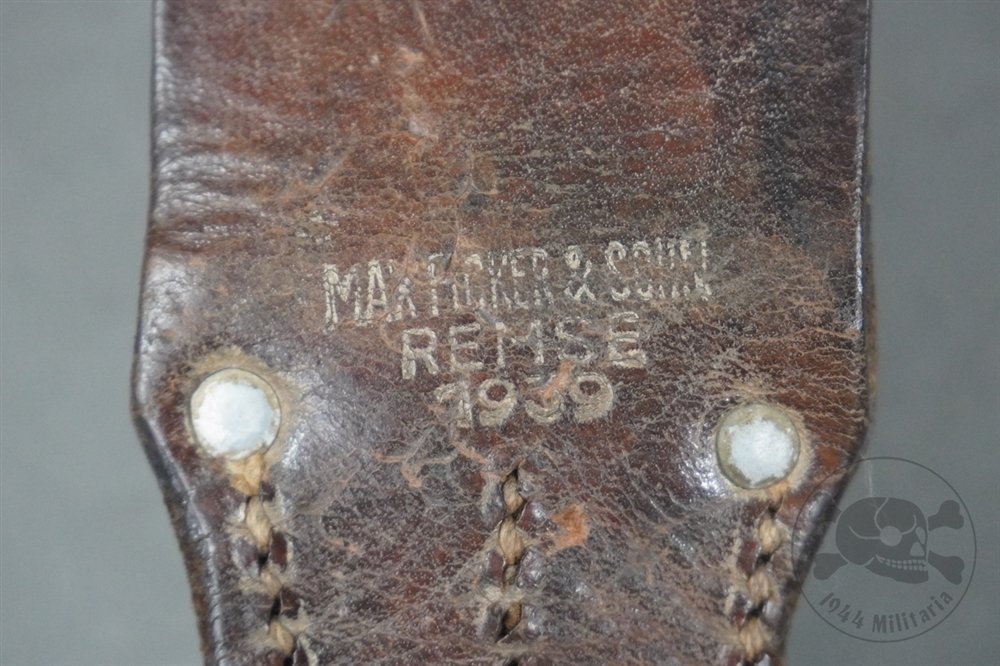 MAX FICKER & SOHN
REMSE
1939
1944 Militaria